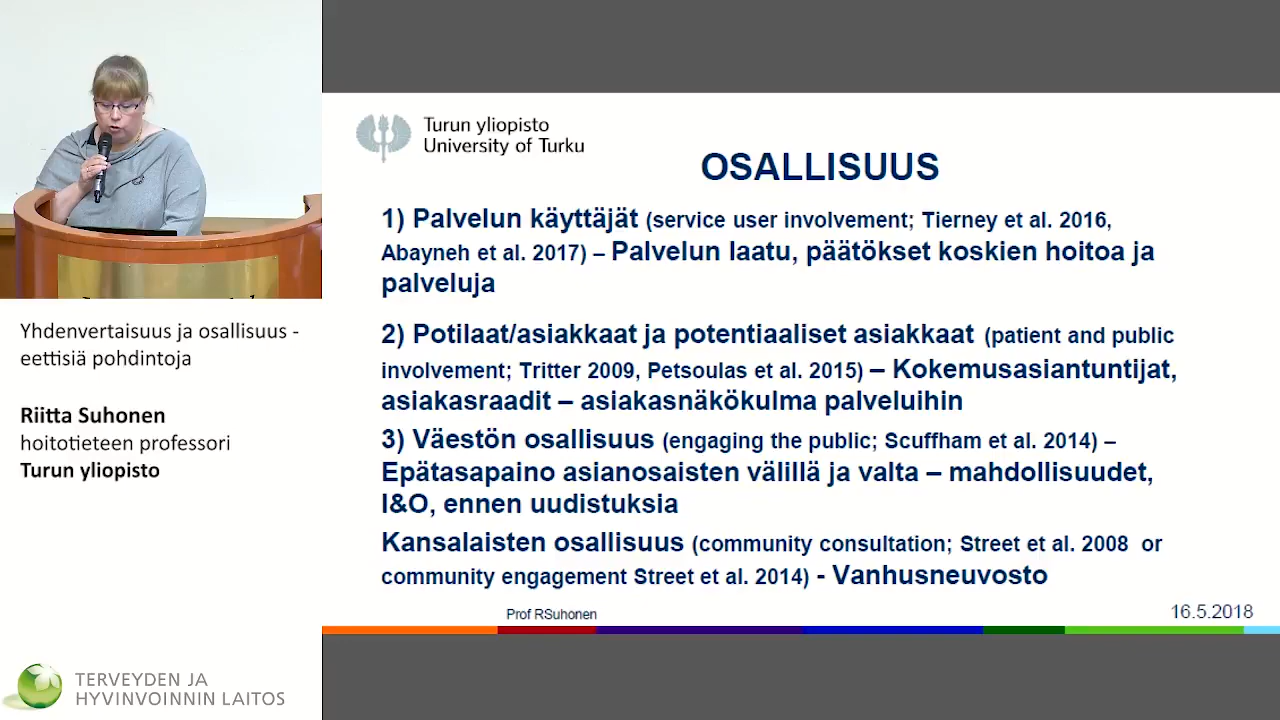 Turun yliopisto
University of Turku
OSALLISUUS
1) Palvelun käyttäjät (service user involvement; Tierney et al. 2016,
Abayneh et al. 2017) – Palvelun laatu, päätökset koskien hoitoa ja
palveluja
2) Potilaat/asiakkaat ja potentiaaliset asiakkaat (patient and public
involvement; Tritter 2009, Petsoulas et al. 2015) – Kokemusasiantuntijat,
asiakasraadit – asiakasnäkökulma palveluihin
3) Väestön osallisuus (engaging the public; Scuffham et al. 2014) –
Epätasapaino asianosaisten välillä ja valta – mahdollisuudet,
I&O, ennen uudistuksia
Kansalaisten osallisuus (community consultation; Street et al. 2008 or
community engagement Street et al. 2014) - Vanhusneuvosto
Prof RSuhonen
16.5.2018
Yhdenvertaisuus ja osallisuus -
eettisiä pohdintoja
Riitta Suhonen
hoitotieteen professori
Turun yliopisto
TERVEYDEN JA
HYVINVOINNIN LAITOS